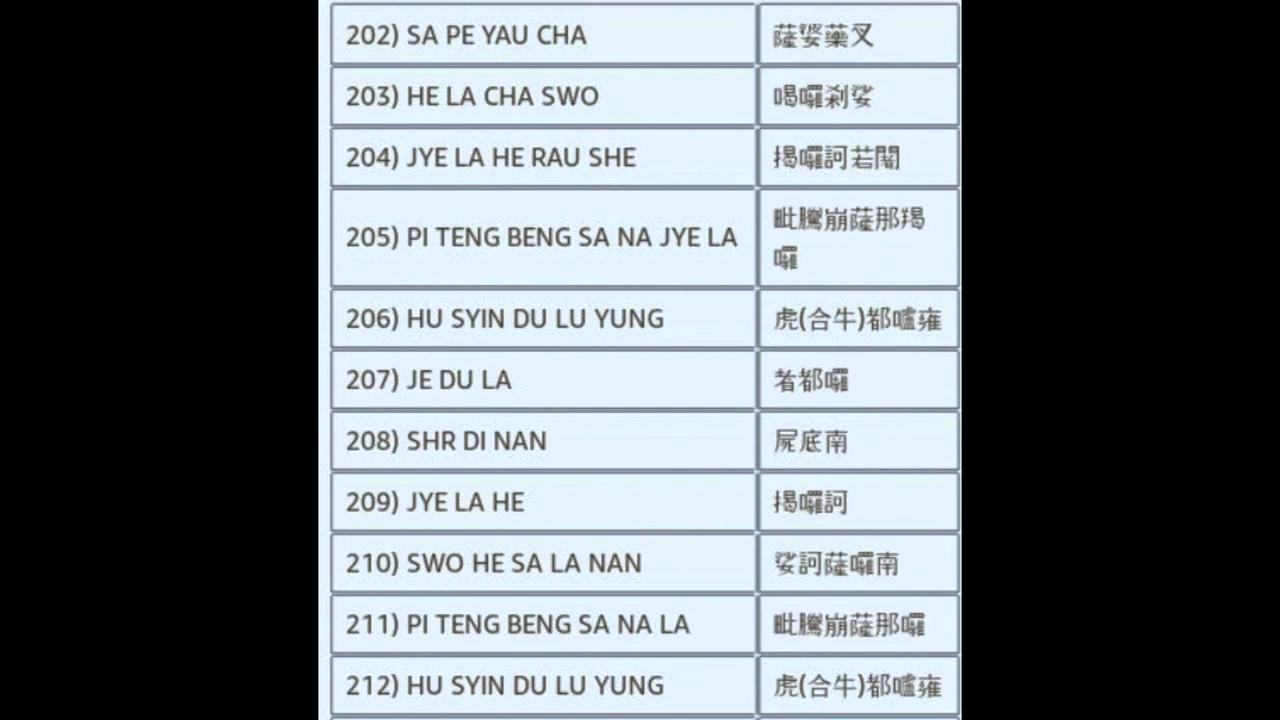 202) SA PE YAU CHA 薩婆藥叉
203) HE LA CHA SWO 喝囉剎娑
204) JYE LA HE RAU SHE 揭囉訶若闍
205) PI TENG BENG SA NA JYE LA 毗騰崩薩那羯
囉
206) HU SYIN DU LU YUNG 虎(合牛)都嚧雍
207) JE DU LA 者都囉
208) SHR DI NAN 屍底南
209) JYE LA HE 揭囉訶
210) SWO HE SA LA NAN 娑訶薩囉南
211) PI TENG BENG SA NA LA 毗騰崩薩那囉
212) HU SYIN DU LU YUNG 虎(合牛)都嚧雍